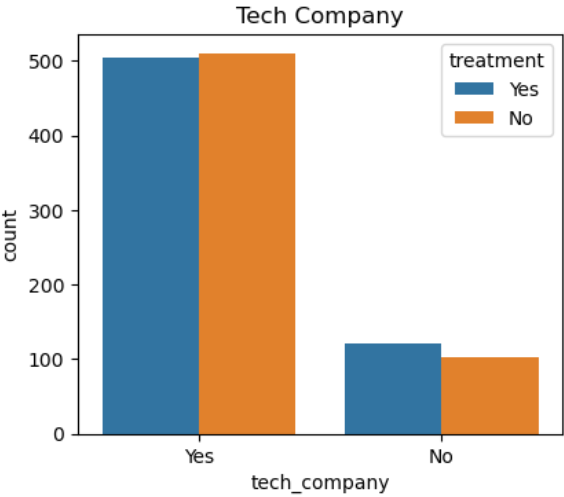 Tech Company
treatment
Yes
No
500
400
300
200
100
0
count
Yes No
tech_company